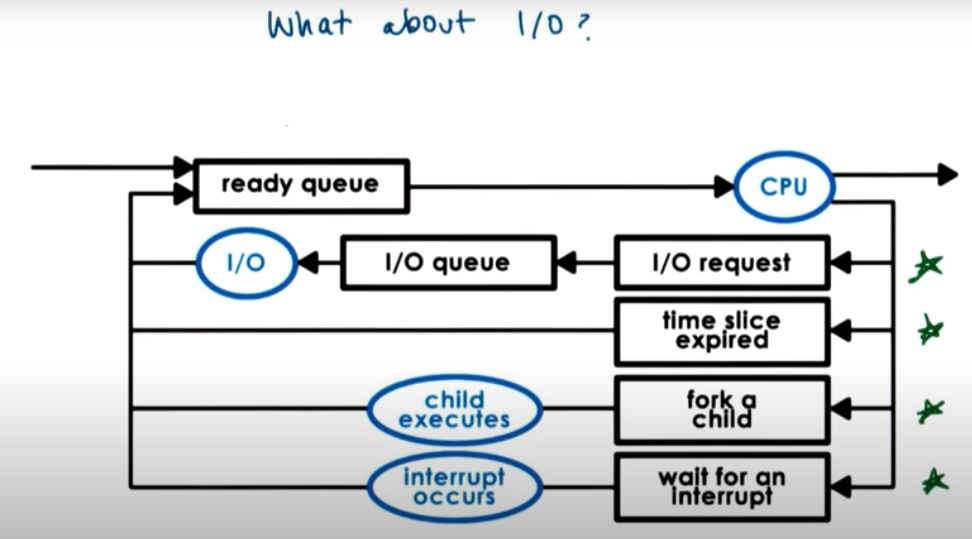 What about I/O?
ready queue
CPU
I/O
I/O queue
I/O request
time slice
expired
child
executes
fork a
child
interrupt
occurs
wait for an
interrupt